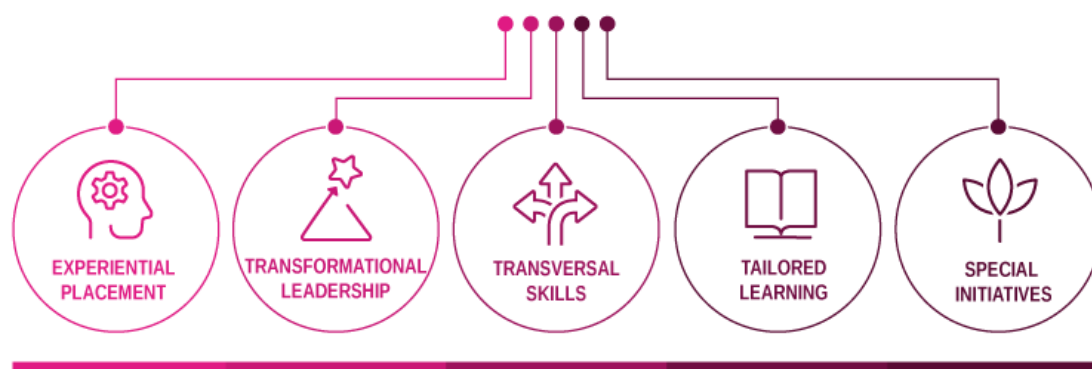 EXPERIENTIAL
PLACEMENT
TRANSFORMATIONAL
LEADERSHIP
TRANSVERSAL
SKILLS
TAILORED
LEARNING
SPECIAL
INITIATIVES